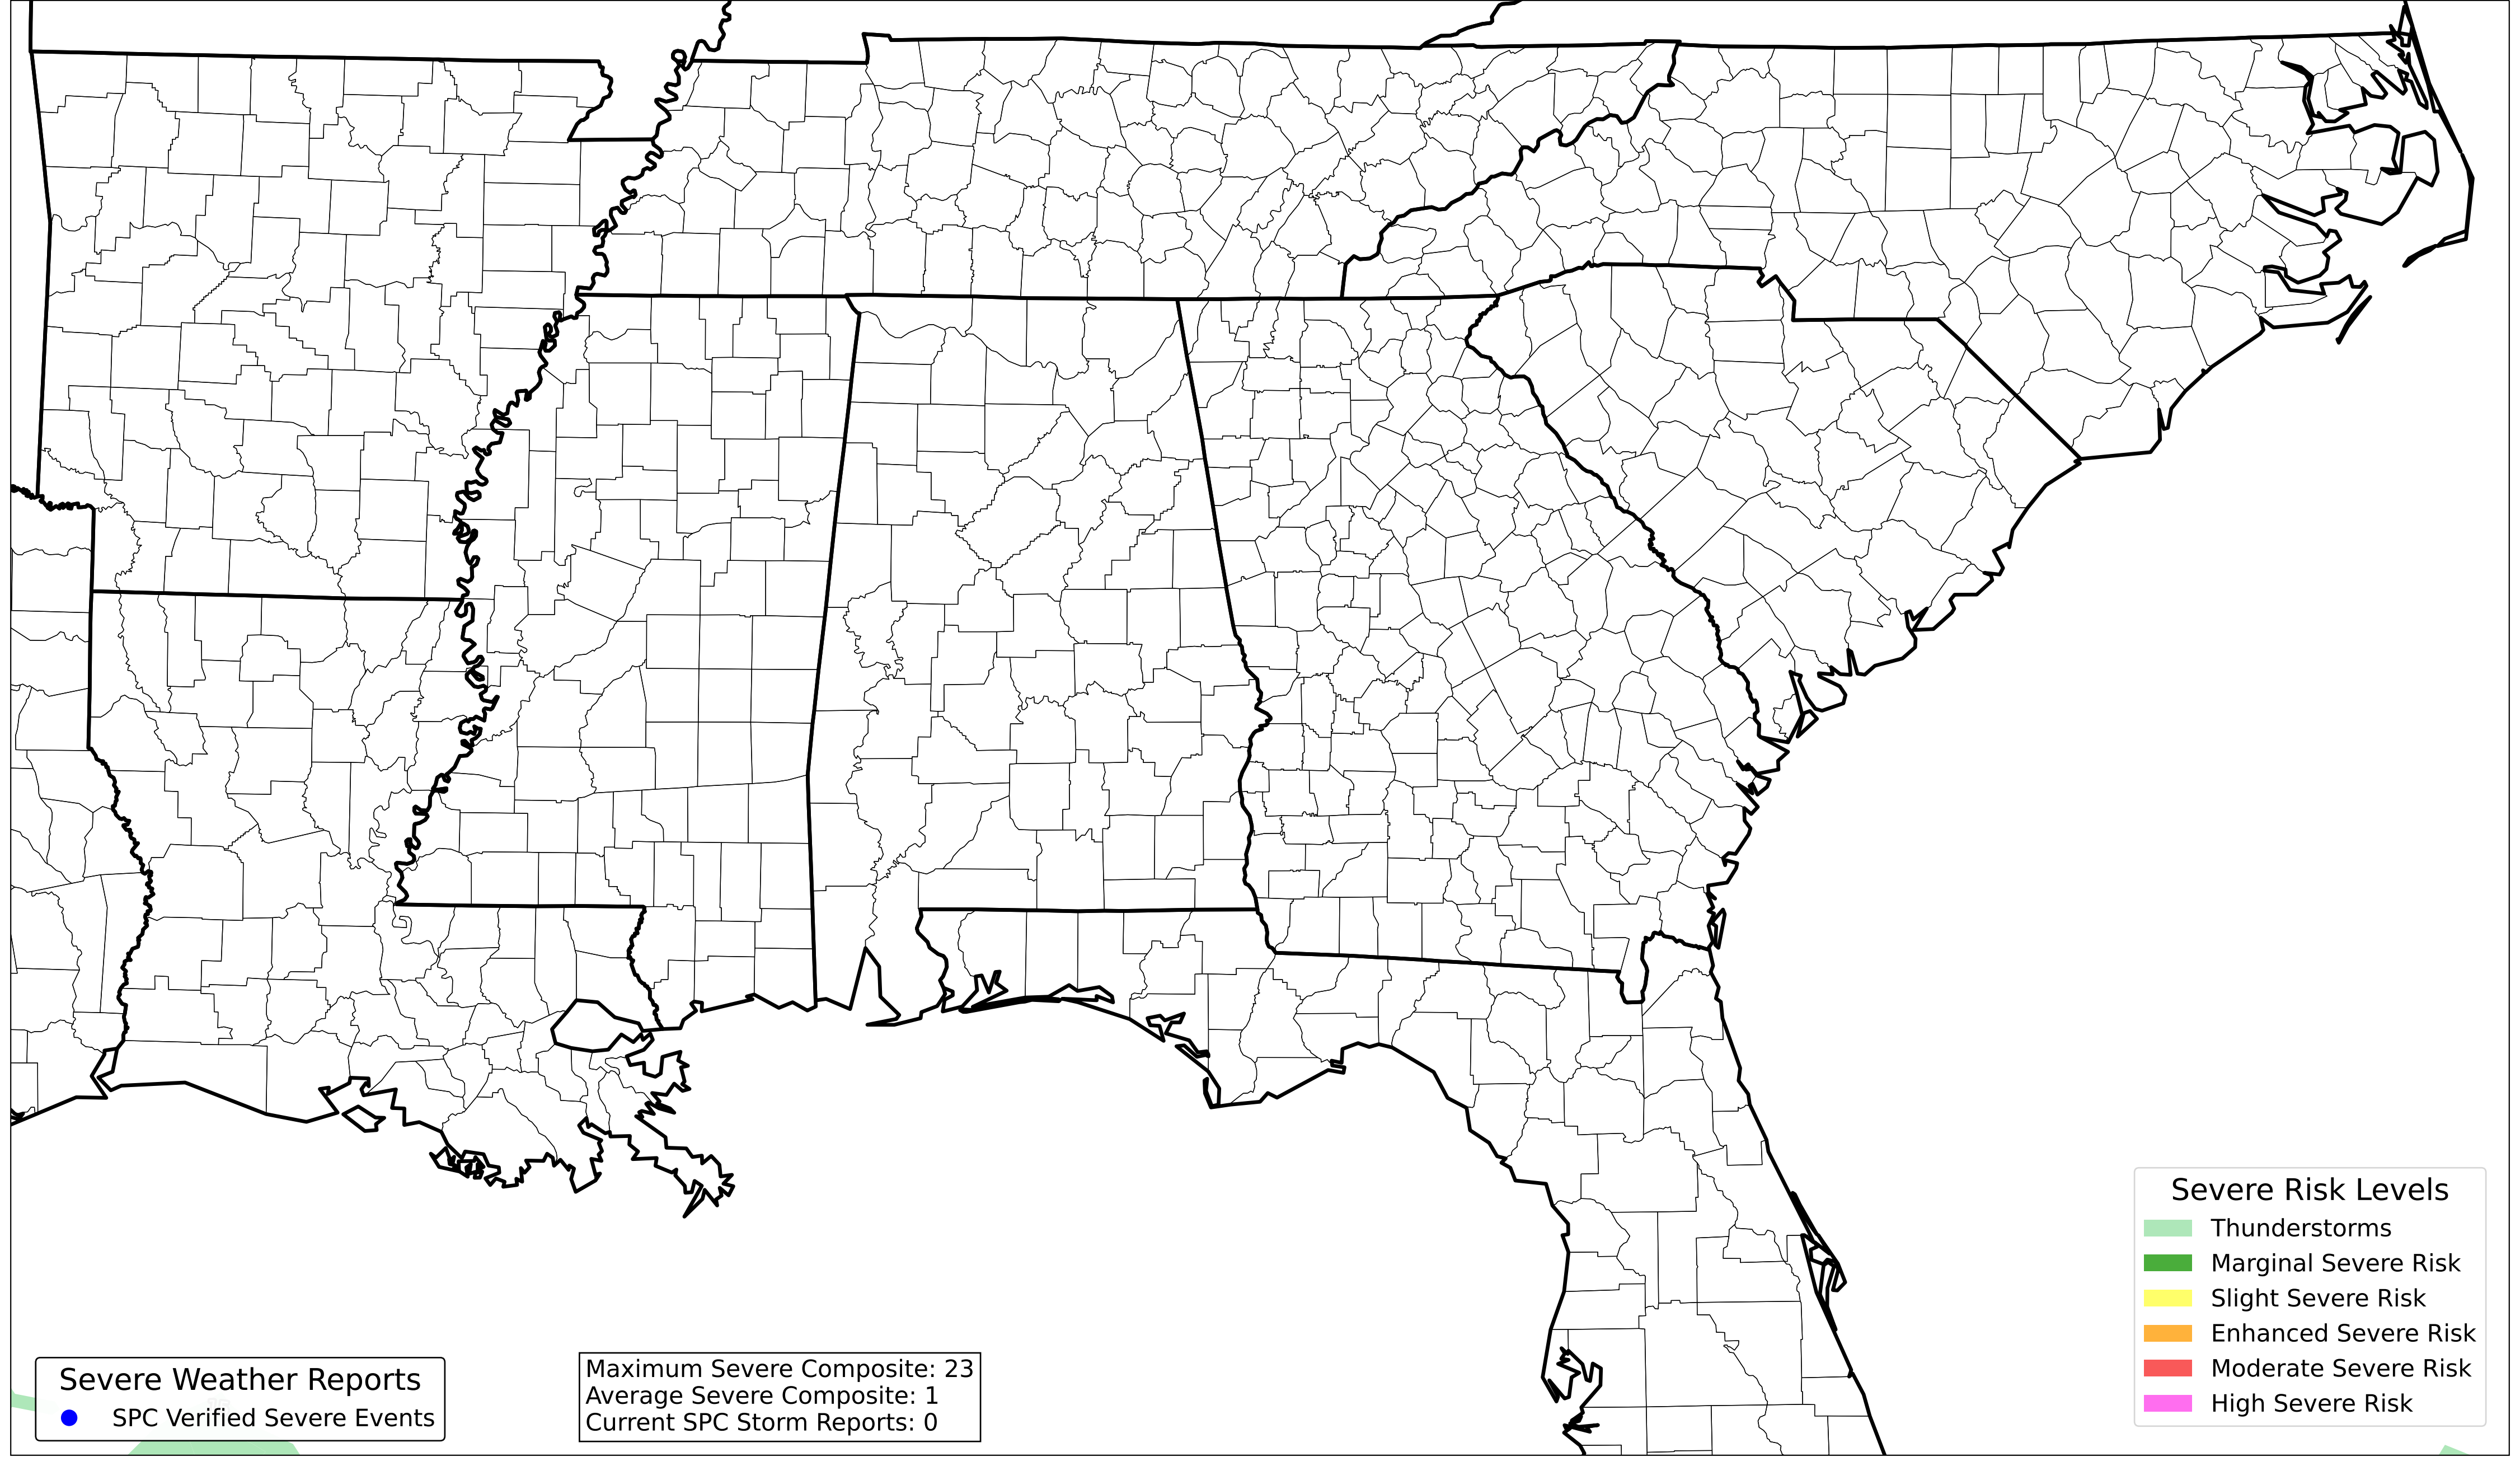 Severe Weather Reports
SPC Verified Severe Events
Maximum Severe Composite: 23
Average Severe Composite: 1
Current SPC Storm Reports: 0
Severe Risk Levels
Thunderstorms
Marginal Severe Risk
Slight Severe Risk
Enhanced Severe Risk
Moderate Severe Risk
High Severe Risk